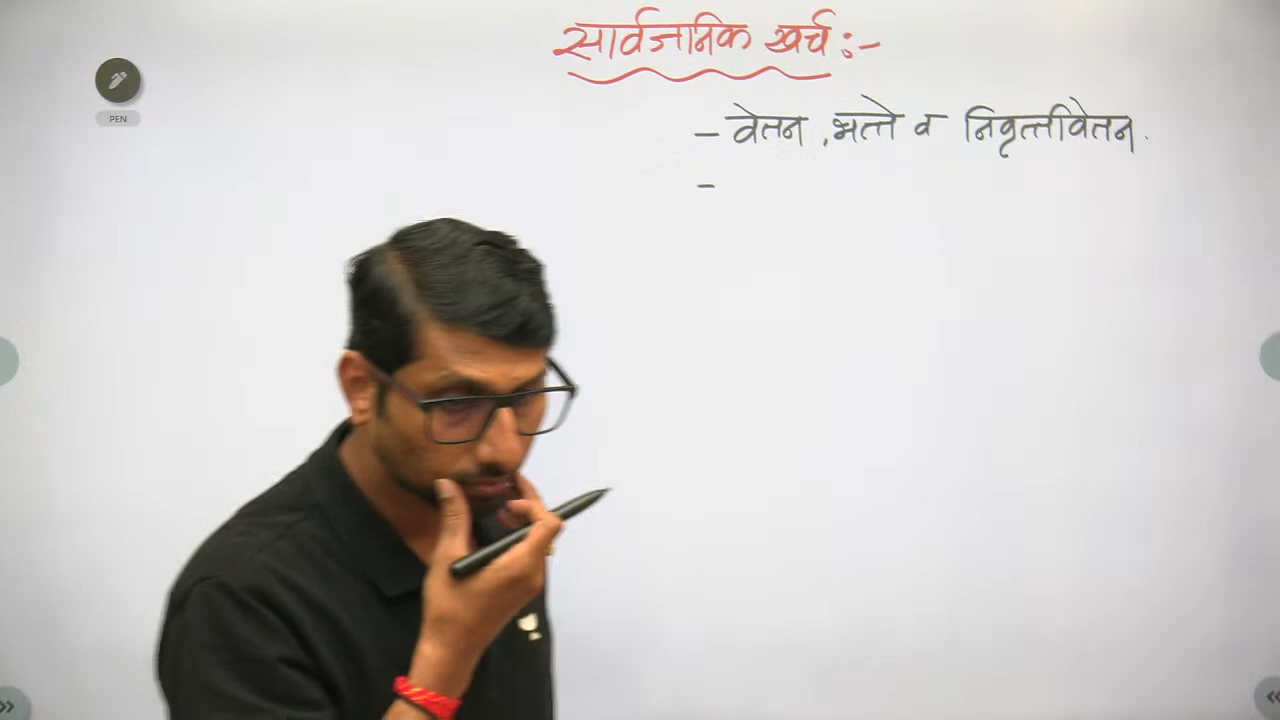 सार्वजनिक खर्च :-
PEN
- वेतन, भत्ते व निवृत्तीवेतन.
-